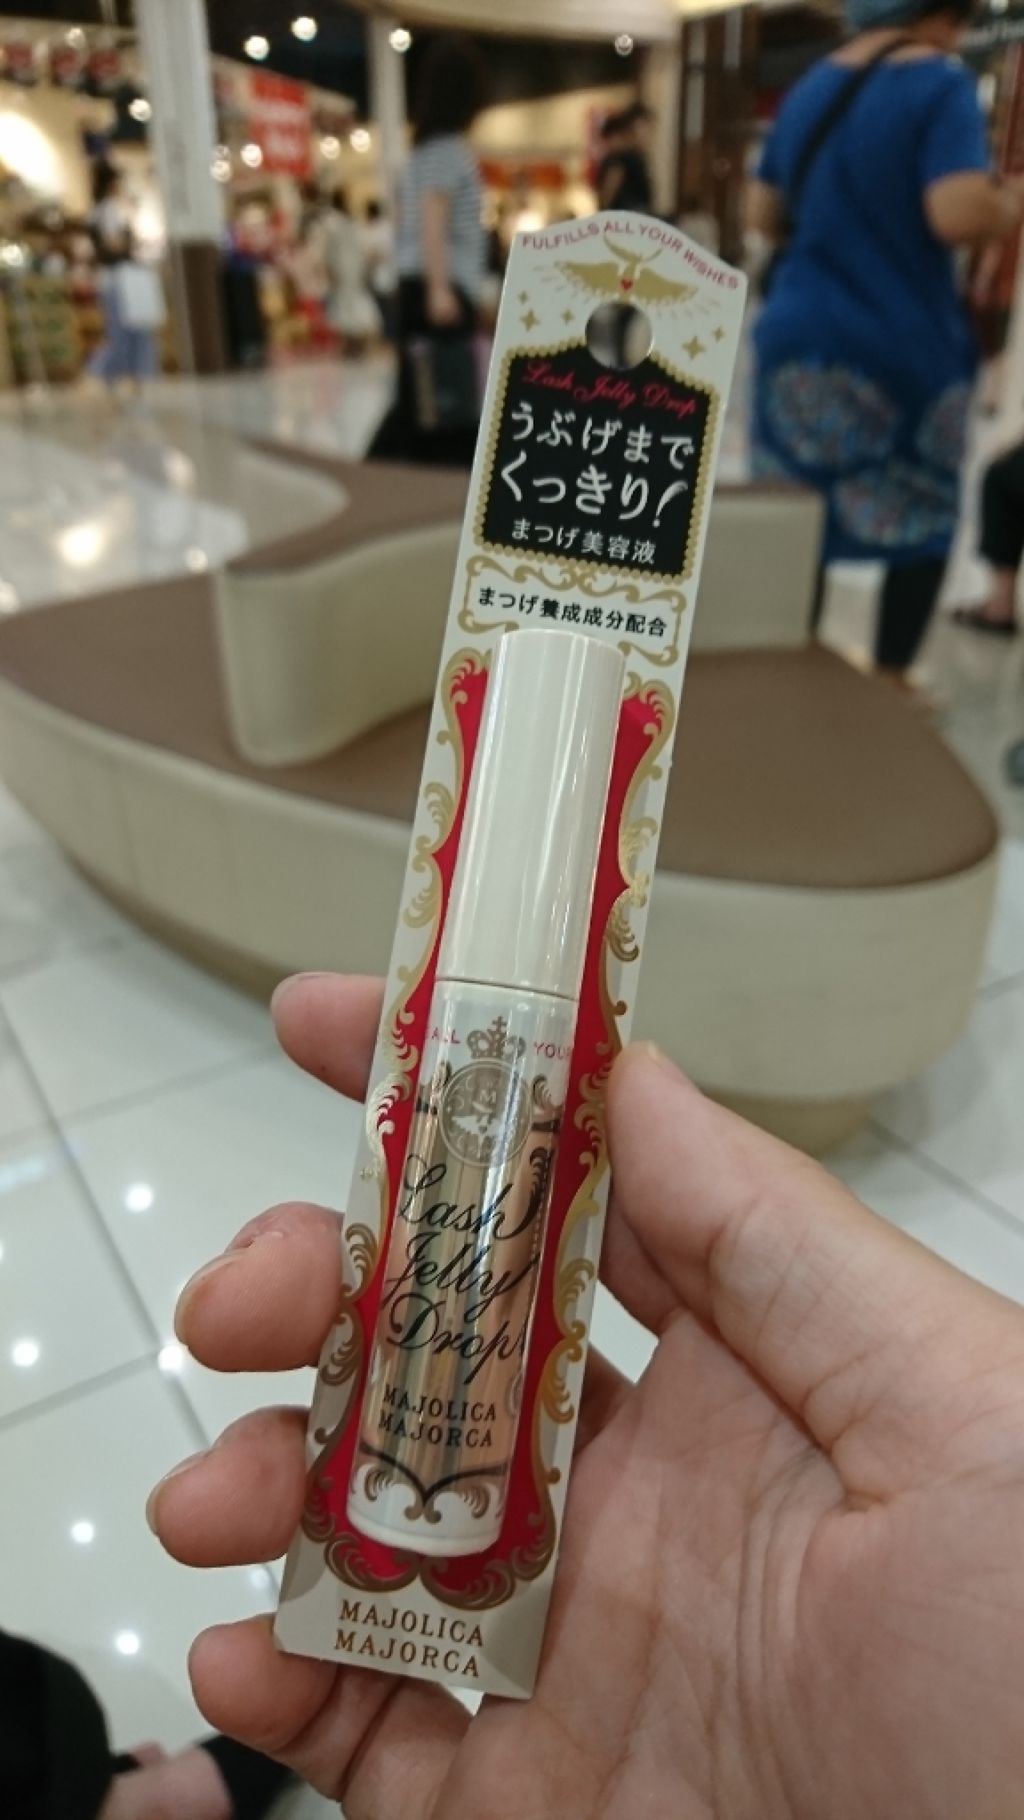 FULFILLS ALL YOUR WISHES
Lash Jelly Drop
うぶげまで
くっきり!
まつげ美容液
まつげ養成成分配合
ALL YOUR
M
Lash
Jelly
Drop
MAJOLICA
MAJORCA
MAJOLICA
MAJORCA